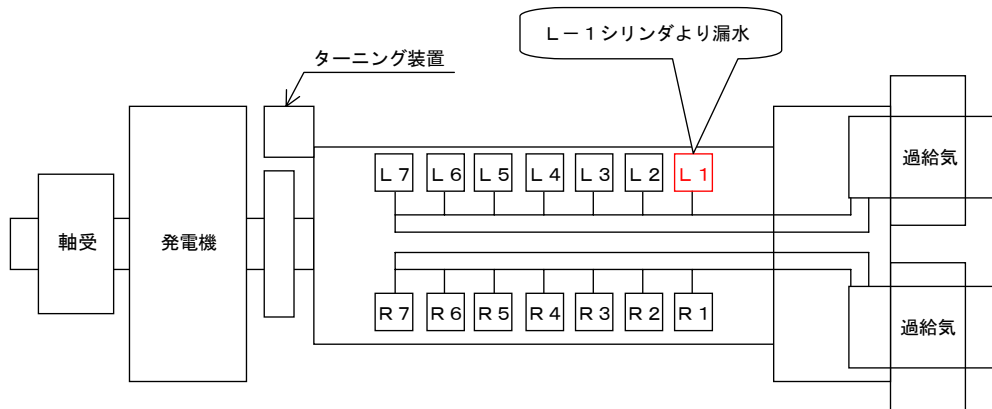 L-1シリンダより漏水
ターニング装置
過給気
L7 L6 L5 L4 L3 L2 L1
軸受 発電機
R7 R6 R5 R4 R3 R2 R1
過給気